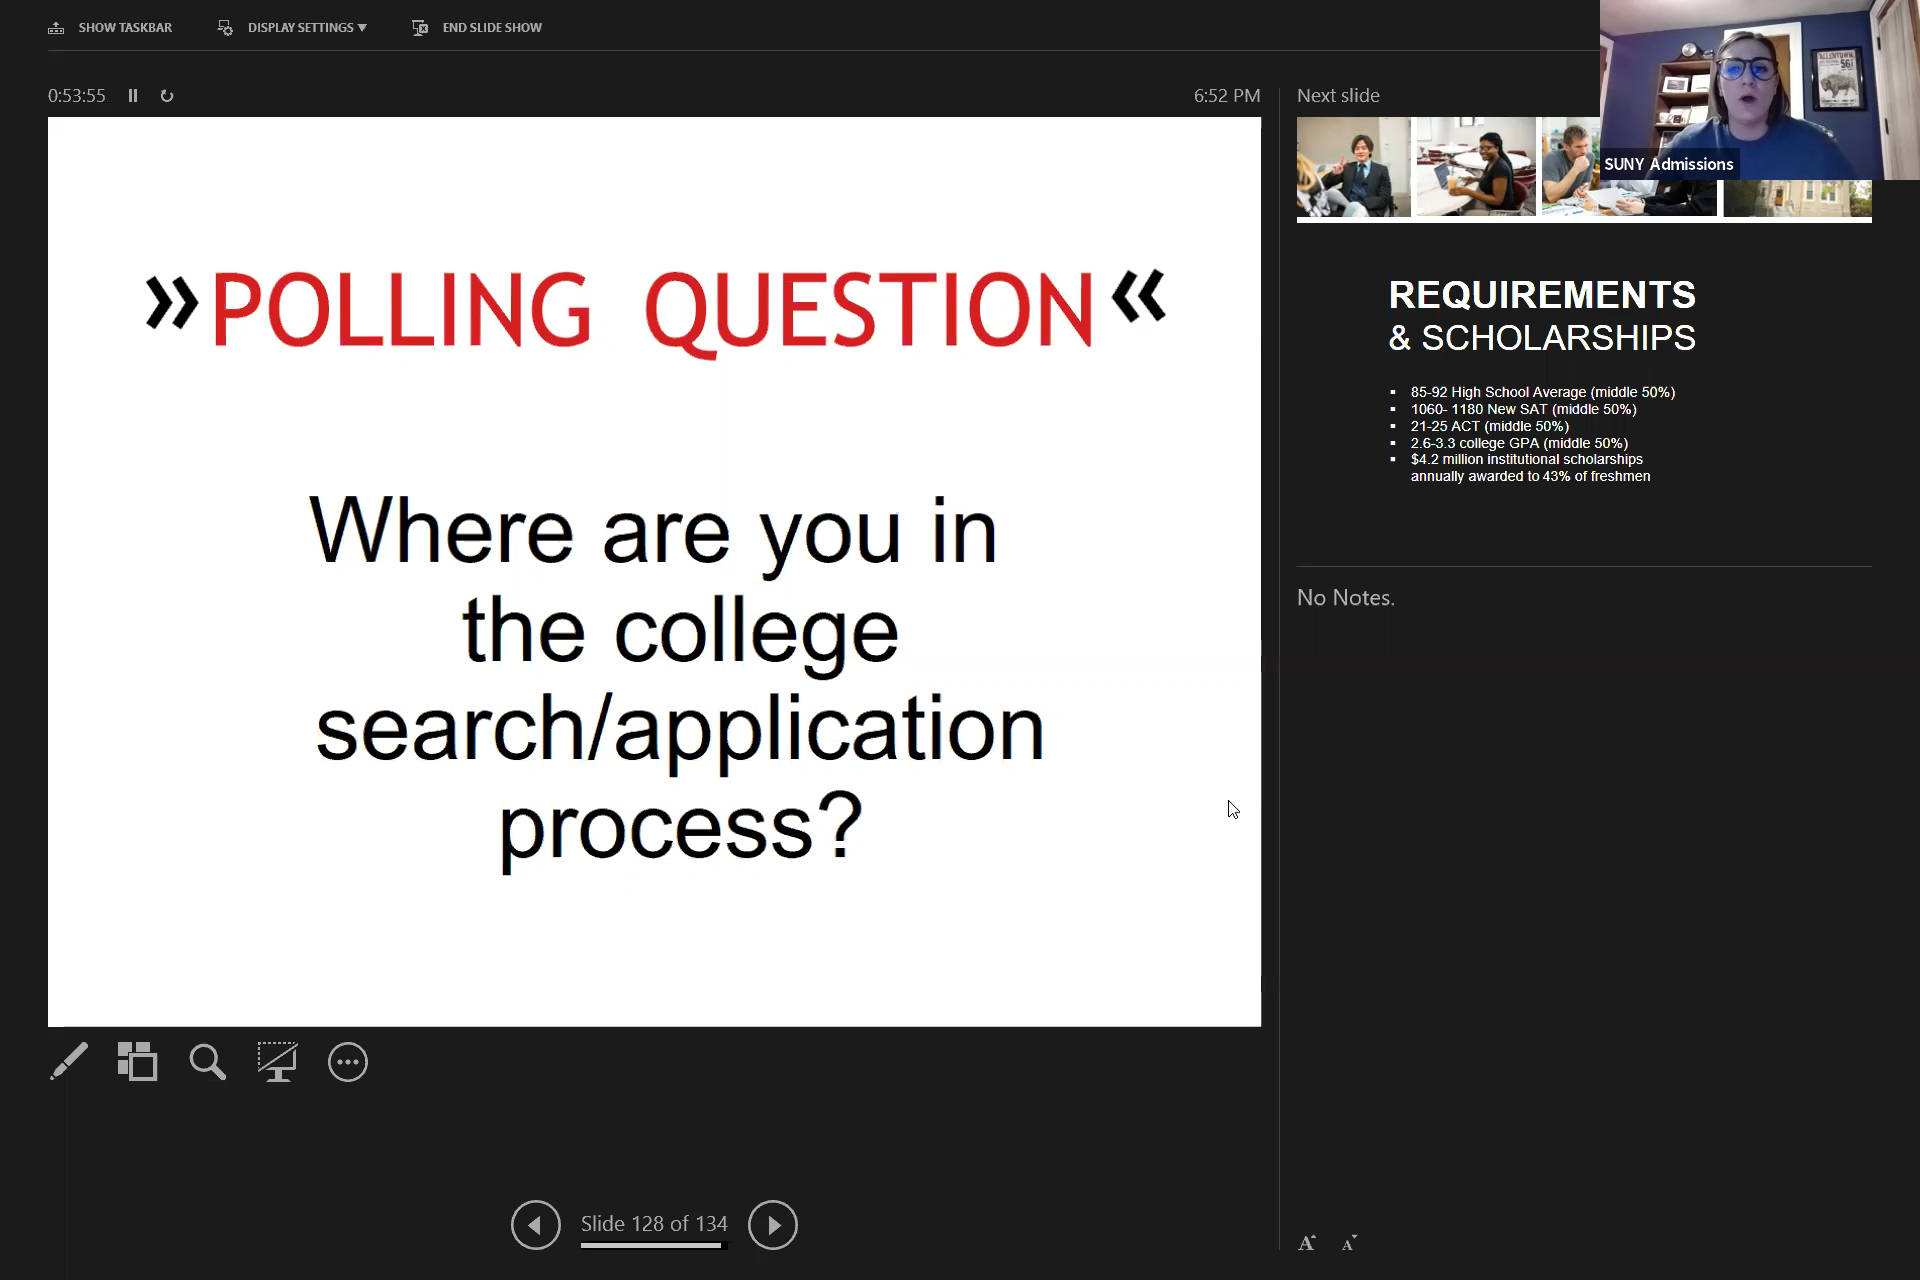 SHOW TASKBAR
DISPLAY SETTINGS ▾
END SLIDE SHOW
0:53:55
6:52 PM
Next slide
ALLENTOWN
56
SUNY Admissions
»POLLING QUESTION«
Where are you in
the college
search/application
process?
REQUIREMENTS
& SCHOLARSHIPS
▪ 85-92 High School Average (middle 50%)
▪ 1060- 1180 New SAT (middle 50%)
▪ 21-25 ACT (middle 50%)
▪ 2.6-3.3 college GPA (middle 50%)
▪ $4.2 million institutional scholarships
annually awarded to 43% of freshmen
No Notes.
Slide 128 of 134
A A